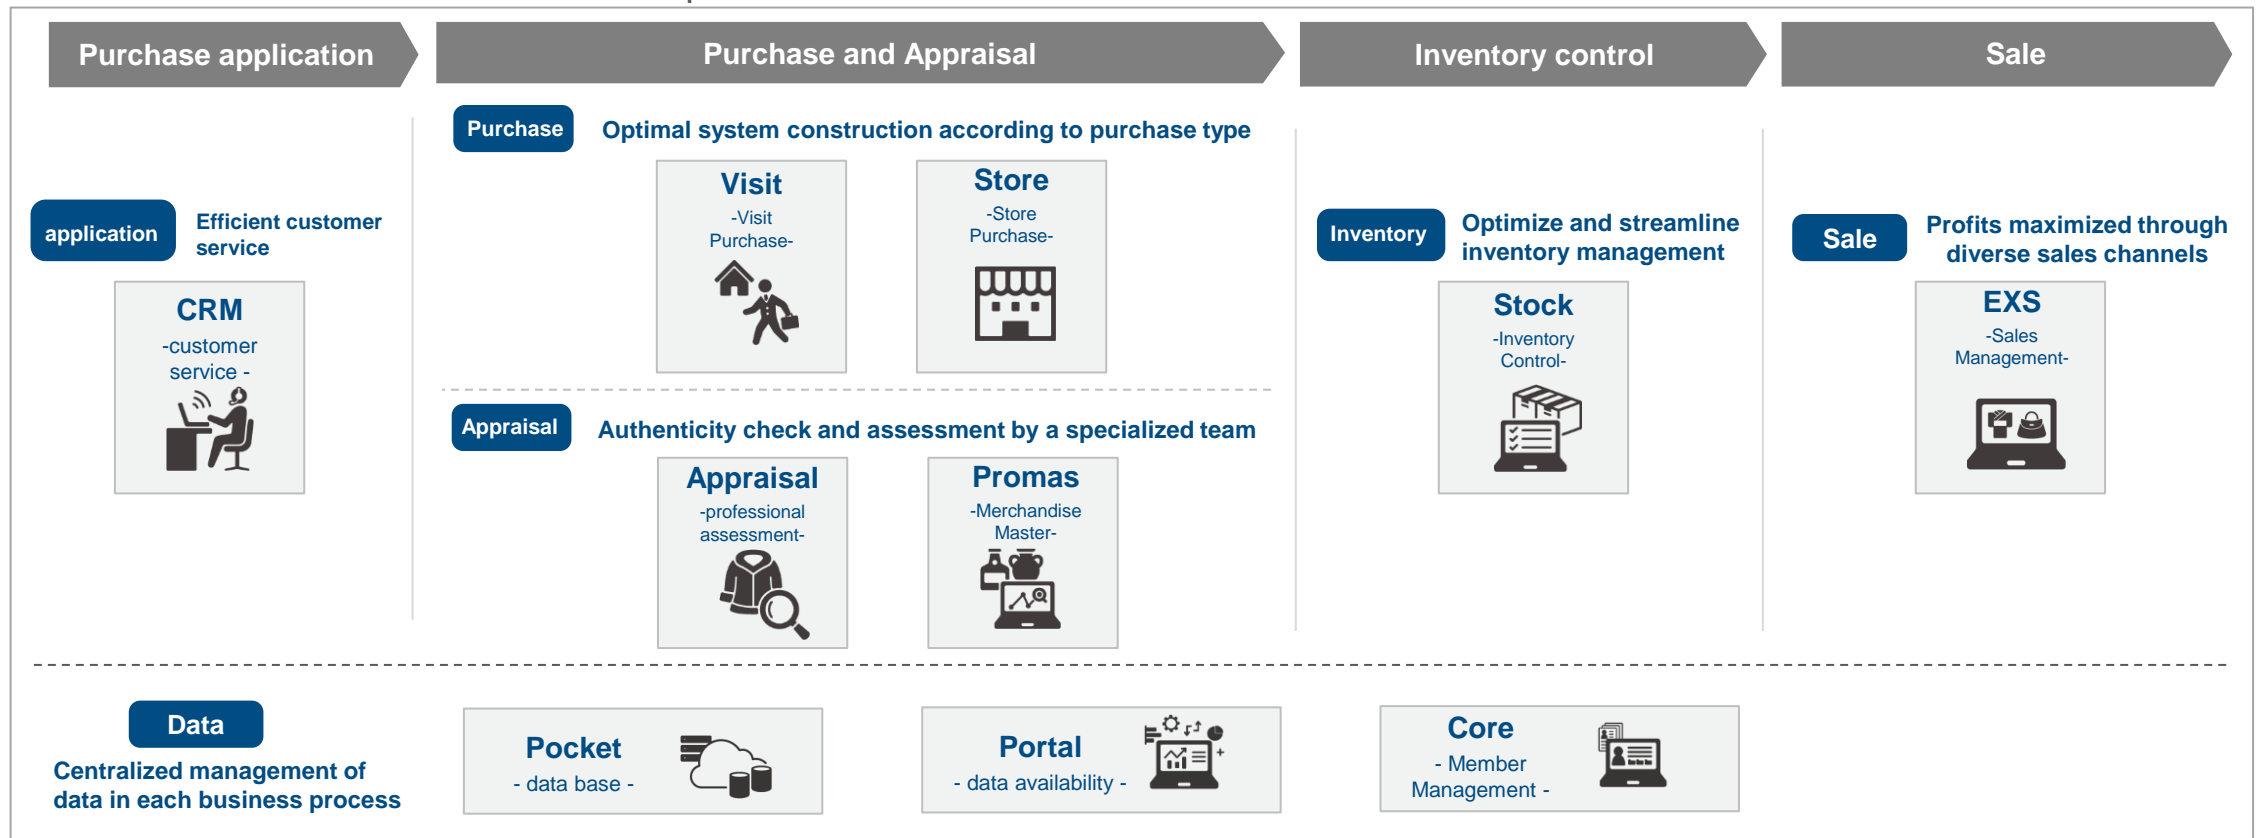 Purchase application
Purchase and Appraisal
Inventory control
Sale
application
Efficient customer
service
CRM
-customer
service -
Purchase
Optimal system construction according to purchase type
Visit
-Visit
Purchase-
Store
-Store
Purchase-
Appraisal
Authenticity check and assessment by a specialized team
Appraisal
-professional
assessment-
Promas
-Merchandise
Master-
Inventory
Optimize and streamline
inventory management
Stock
-Inventory
Control-
Sale
Profits maximized through
diverse sales channels
EXS
-Sales
Management-
Data
Centralized management of
data in each business process
Pocket
- data base -
Portal
- data availability -
Core
- Member
Management -